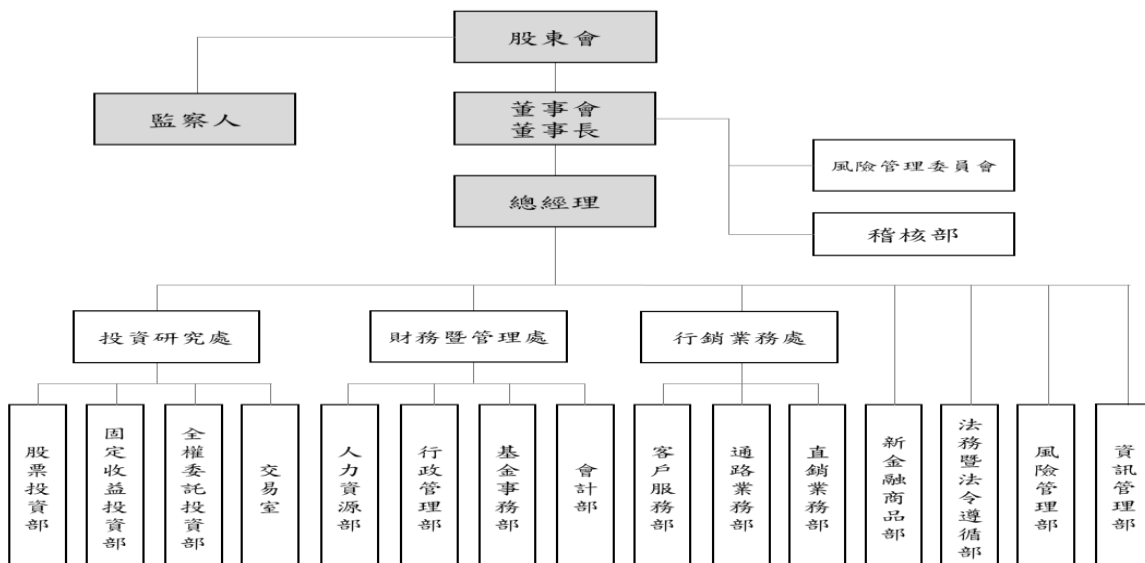 股東會
監察人
董事會
董事長
風險管理委員會
總經理
稽核部
投資研究處
財務暨管理處
行銷業務處
股票投資部
固定收益投資部
全權委託投資部
交易室
人力資源部
行政管理部
基金事務部
會計部
客戶服務部
通路業務部
直銷業務部
新金融商品部
法務暨法令遵循部
風險管理部
資訊管理部